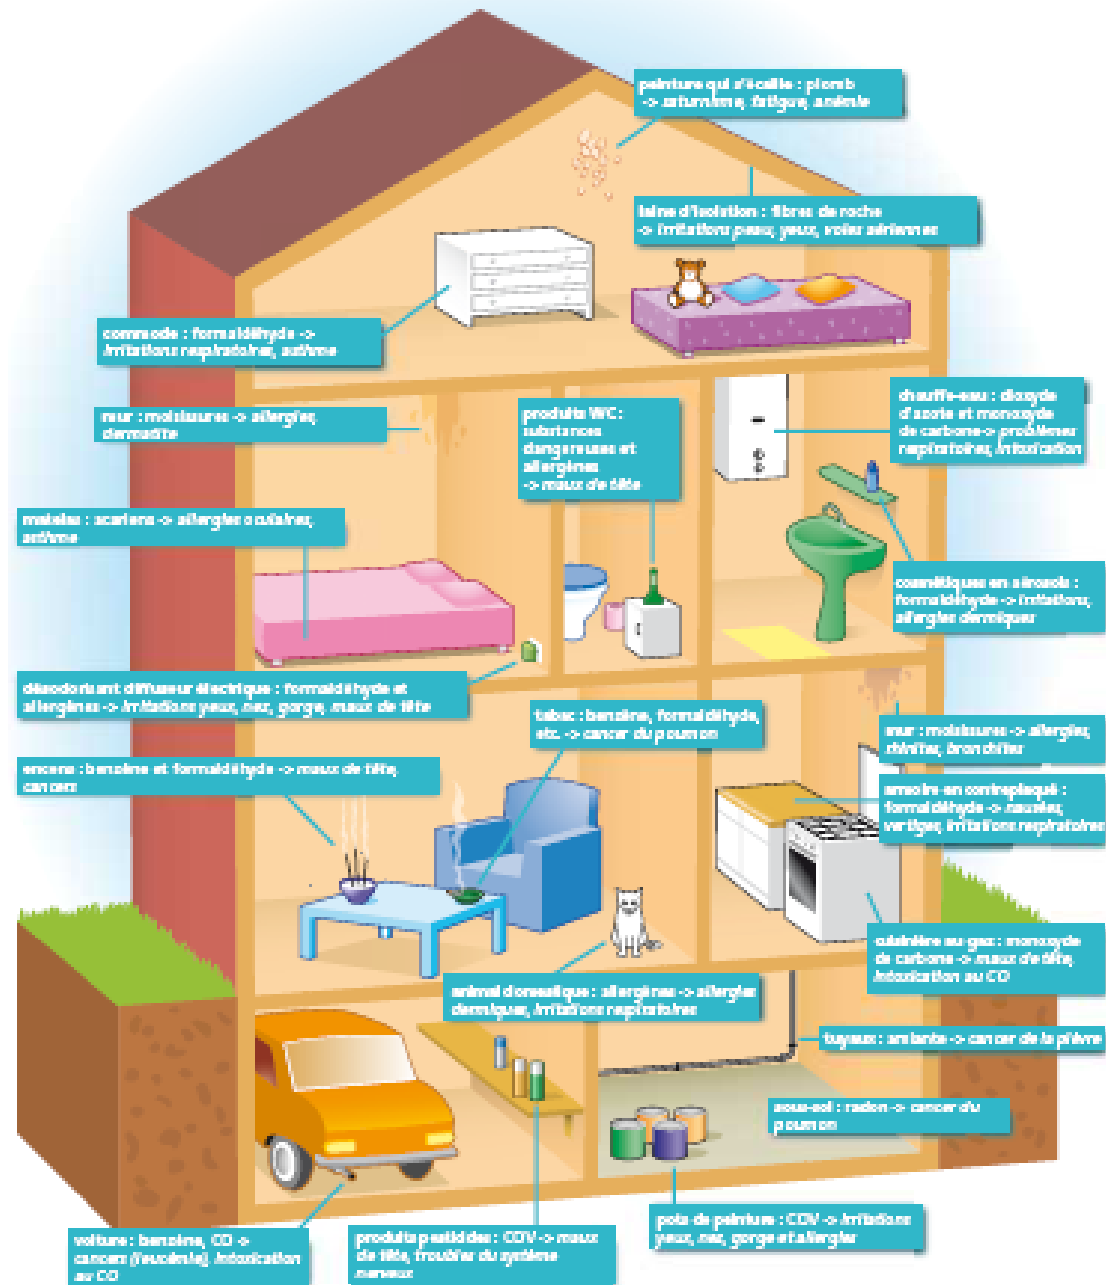 peinture qui s'écaille : plomb
-> saturnisme, fatigue, anémie
laine d'isolation : fibres de roche
-> irritations peau, yeux, voies aériennes
commode : formaldéhyde ->
irritations respiratoires, asthme
mur : moisissures -> allergies,
dermatite
produits WC :
substances
dangereuses et
allergènes
-> maux de tête
chauffe-eau : dioxyde
d'azote et monoxyde
de carbone-> problèmes
respiratoires, intoxication
matelas : acariens -> allergies oculaires,
asthme
cosmétiques en aérosols :
formaldéhyde -> irritations,
allergies dermiques
désodorisant diffuseur électrique : formaldéhyde et
allergènes -> irritations yeux, nez, gorge, maux de tête
tabac : benzène, formaldéhyde,
etc. -> cancer du poumon
mur : moisissures -> allergies,
rhinites, bronchites
encens : benzène et formaldéhyde -> maux de tête,
cancers
armoire en contreplaqué :
formaldéhyde -> nausées,
vertiges, irritations respiratoires
cuisinière au gaz : monoxyde
de carbone -> maux de tête,
intoxication au CO
animal domestique : allergènes -> allergies
dermiques, irritations respiratoires
tuyaux : amiante -> cancer de la plèvre
sous-sol : radon -> cancer du
poumon
pots de peinture : COV -> irritations
yeux, nez, gorge et allergies
voiture : benzène, CO ->
cancers (leucémie), intoxication
au CO
produits pesticides : COV -> maux
de tête, troubles du système
nerveux